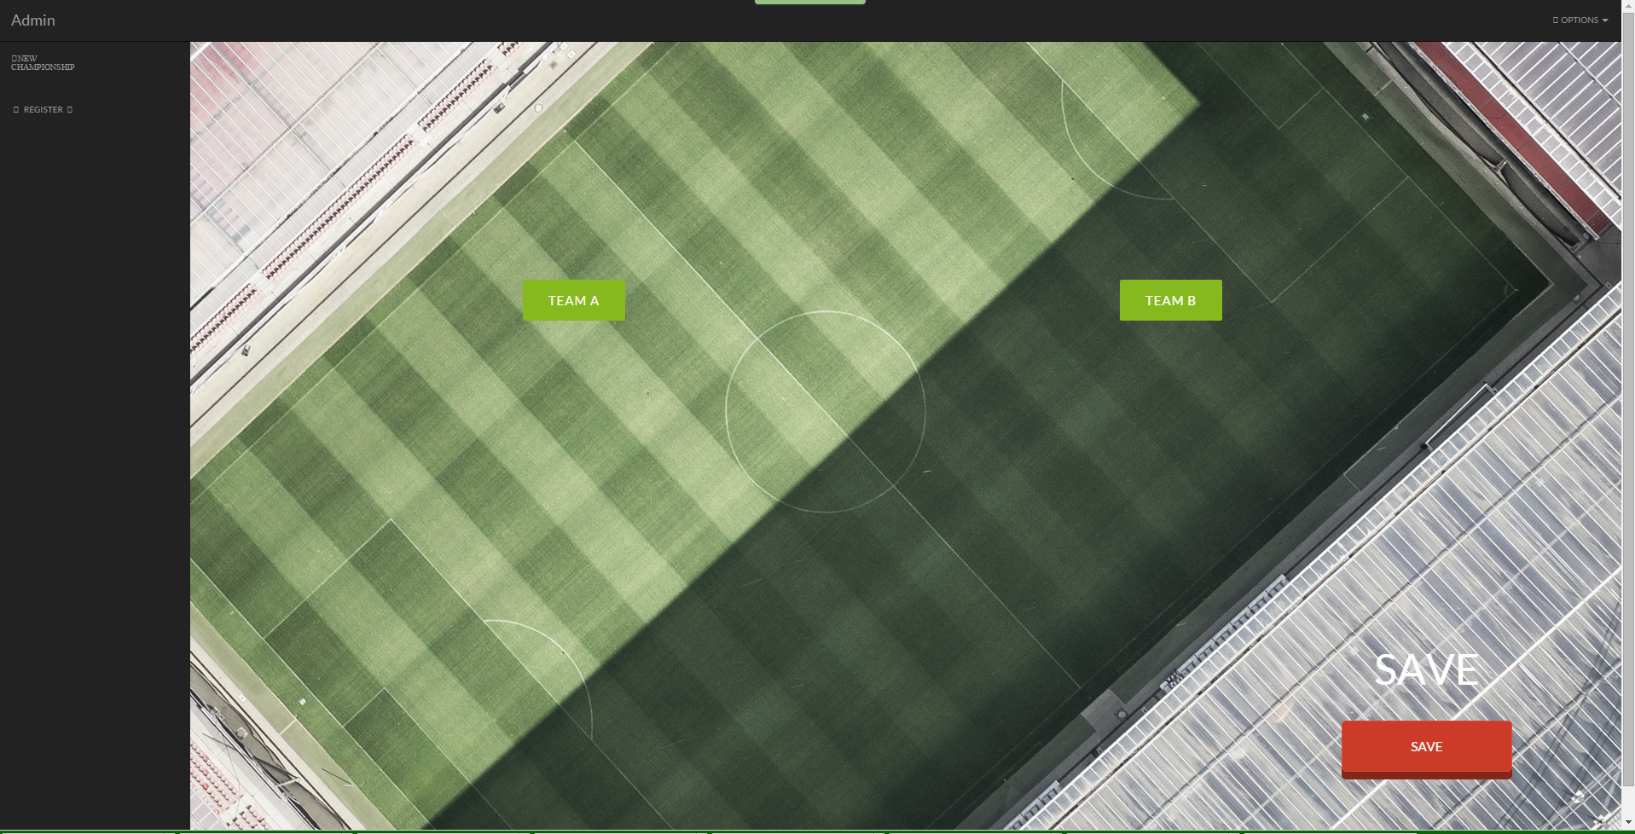 Admin
OPTIONS
NEW
CHAMPIONSHIP
REGISTER
TEAM A
TEAM B
SAVE
SAVE